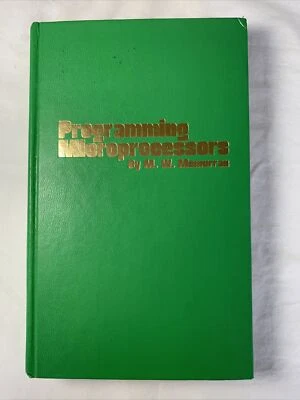 Programming
Microprocessors
By M. W. Mcmurran